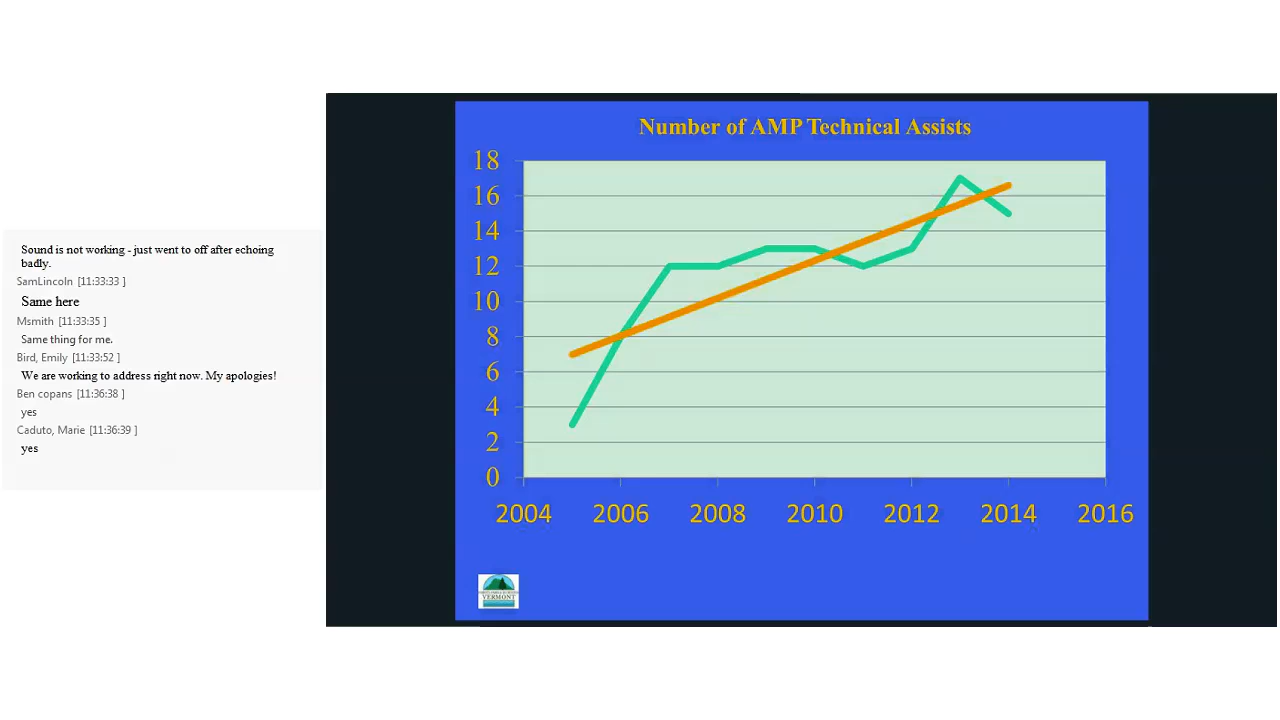 Sound is not working - just went to off after echoing
badly.
SamLincoln [11:33:33 ]
Same here
Msmith [11:33:35 ]
Same thing for me.
Bird, Emily [11:33:52 ]
We are working to address right now. My apologies!
Ben copans [11:36:38 ]
yes
Caduto, Marie [11:36:39 ]
yes
Number of AMP Technical Assists
18
16
14
12
10
8
6
4
2
0
2004 2006 2008 2010 2012 2014 2016
VERMONT